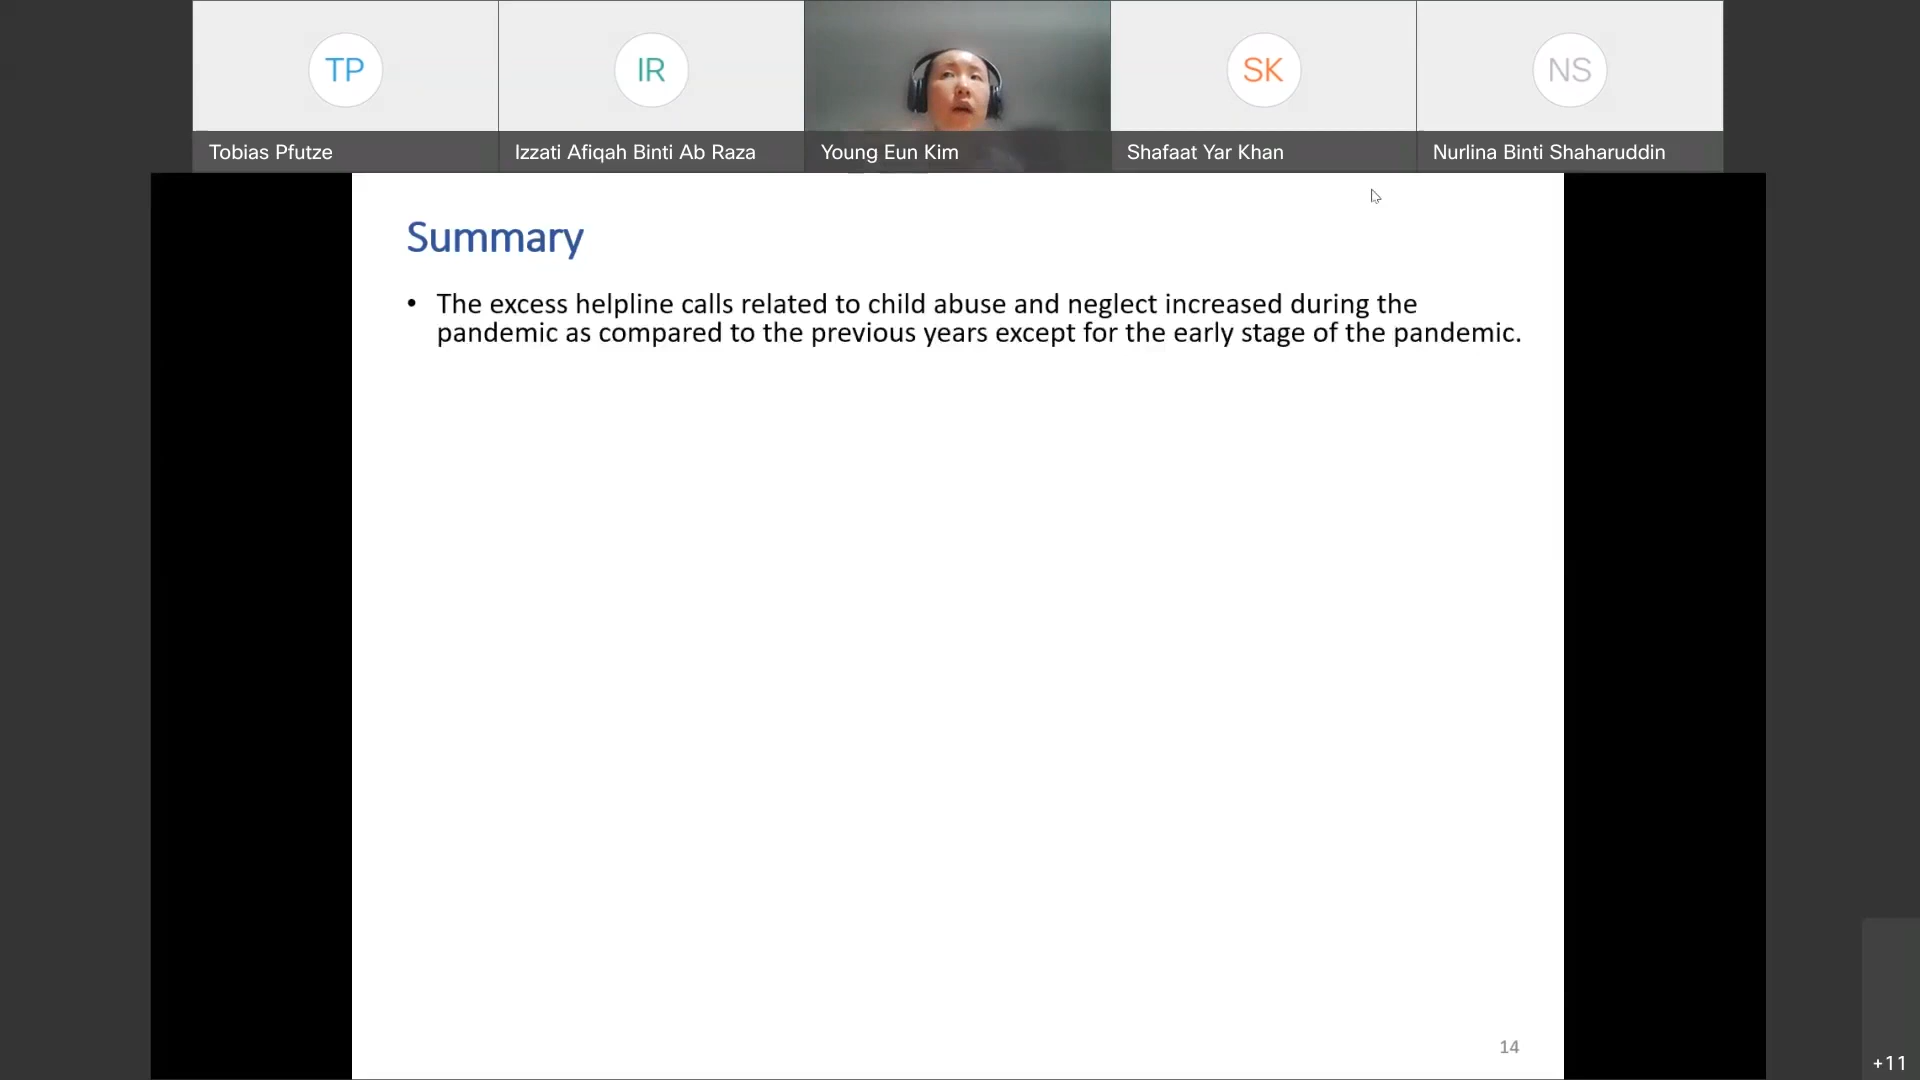 TP
IR
SK
NS
Tobias Pfutze
Izzati Afiqah Binti Ab Raza
Young Eun Kim
Shafaat Yar Khan
Nurlina Binti Shaharuddin
Summary
• The excess helpline calls related to child abuse and neglect increased during the
pandemic as compared to the previous years except for the early stage of the pandemic.
14
+11